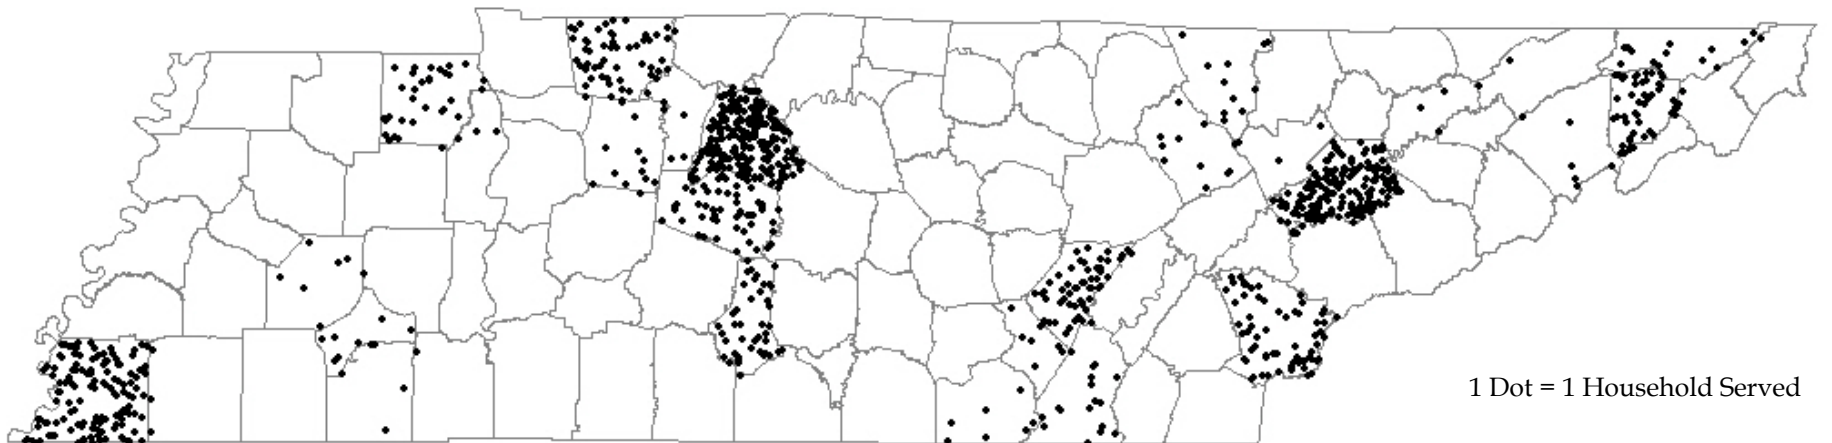 1 Dot = 1 Household Served